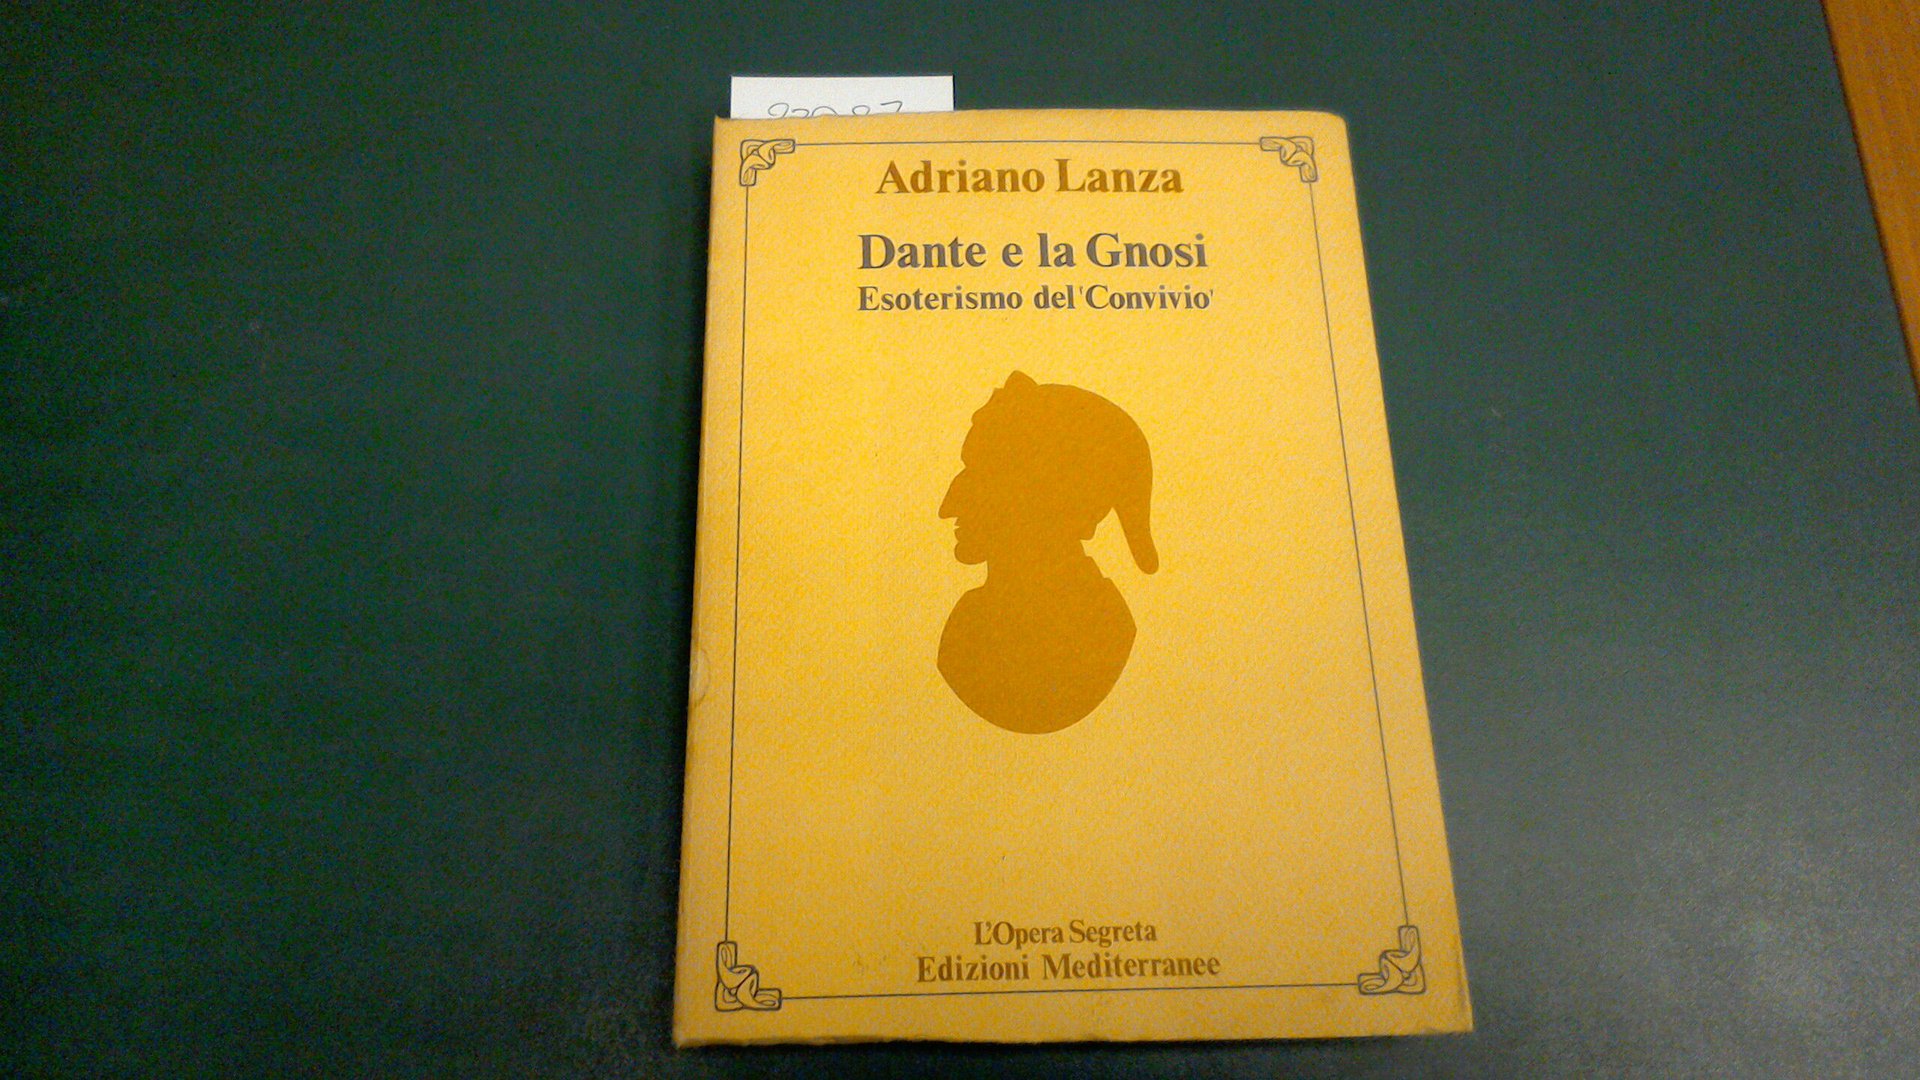 Adriano Lanza
Dante e la Gnosi
Esoterismo del 'Convivio'
L'Opera Segreta
Edizioni Mediterranee